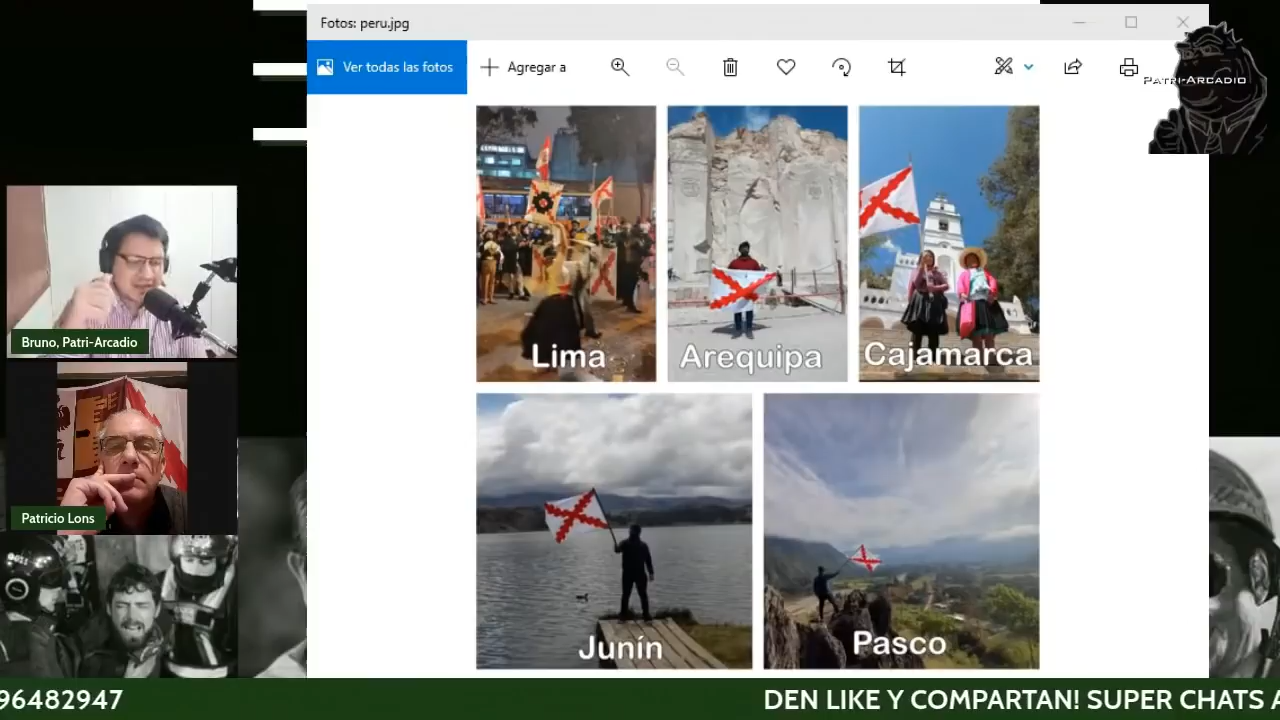 Fotos: peru.jpg
Ver todas las fotos
Agregar a
PATRI-ARCADIO
Lima
Arequipa
Cajamarca
Bruno, Patri-Arcadio
Patricio Lons
Junín
Pasco
96482947
DEN LIKE Y COMPARTAN! SUPER CHATS A